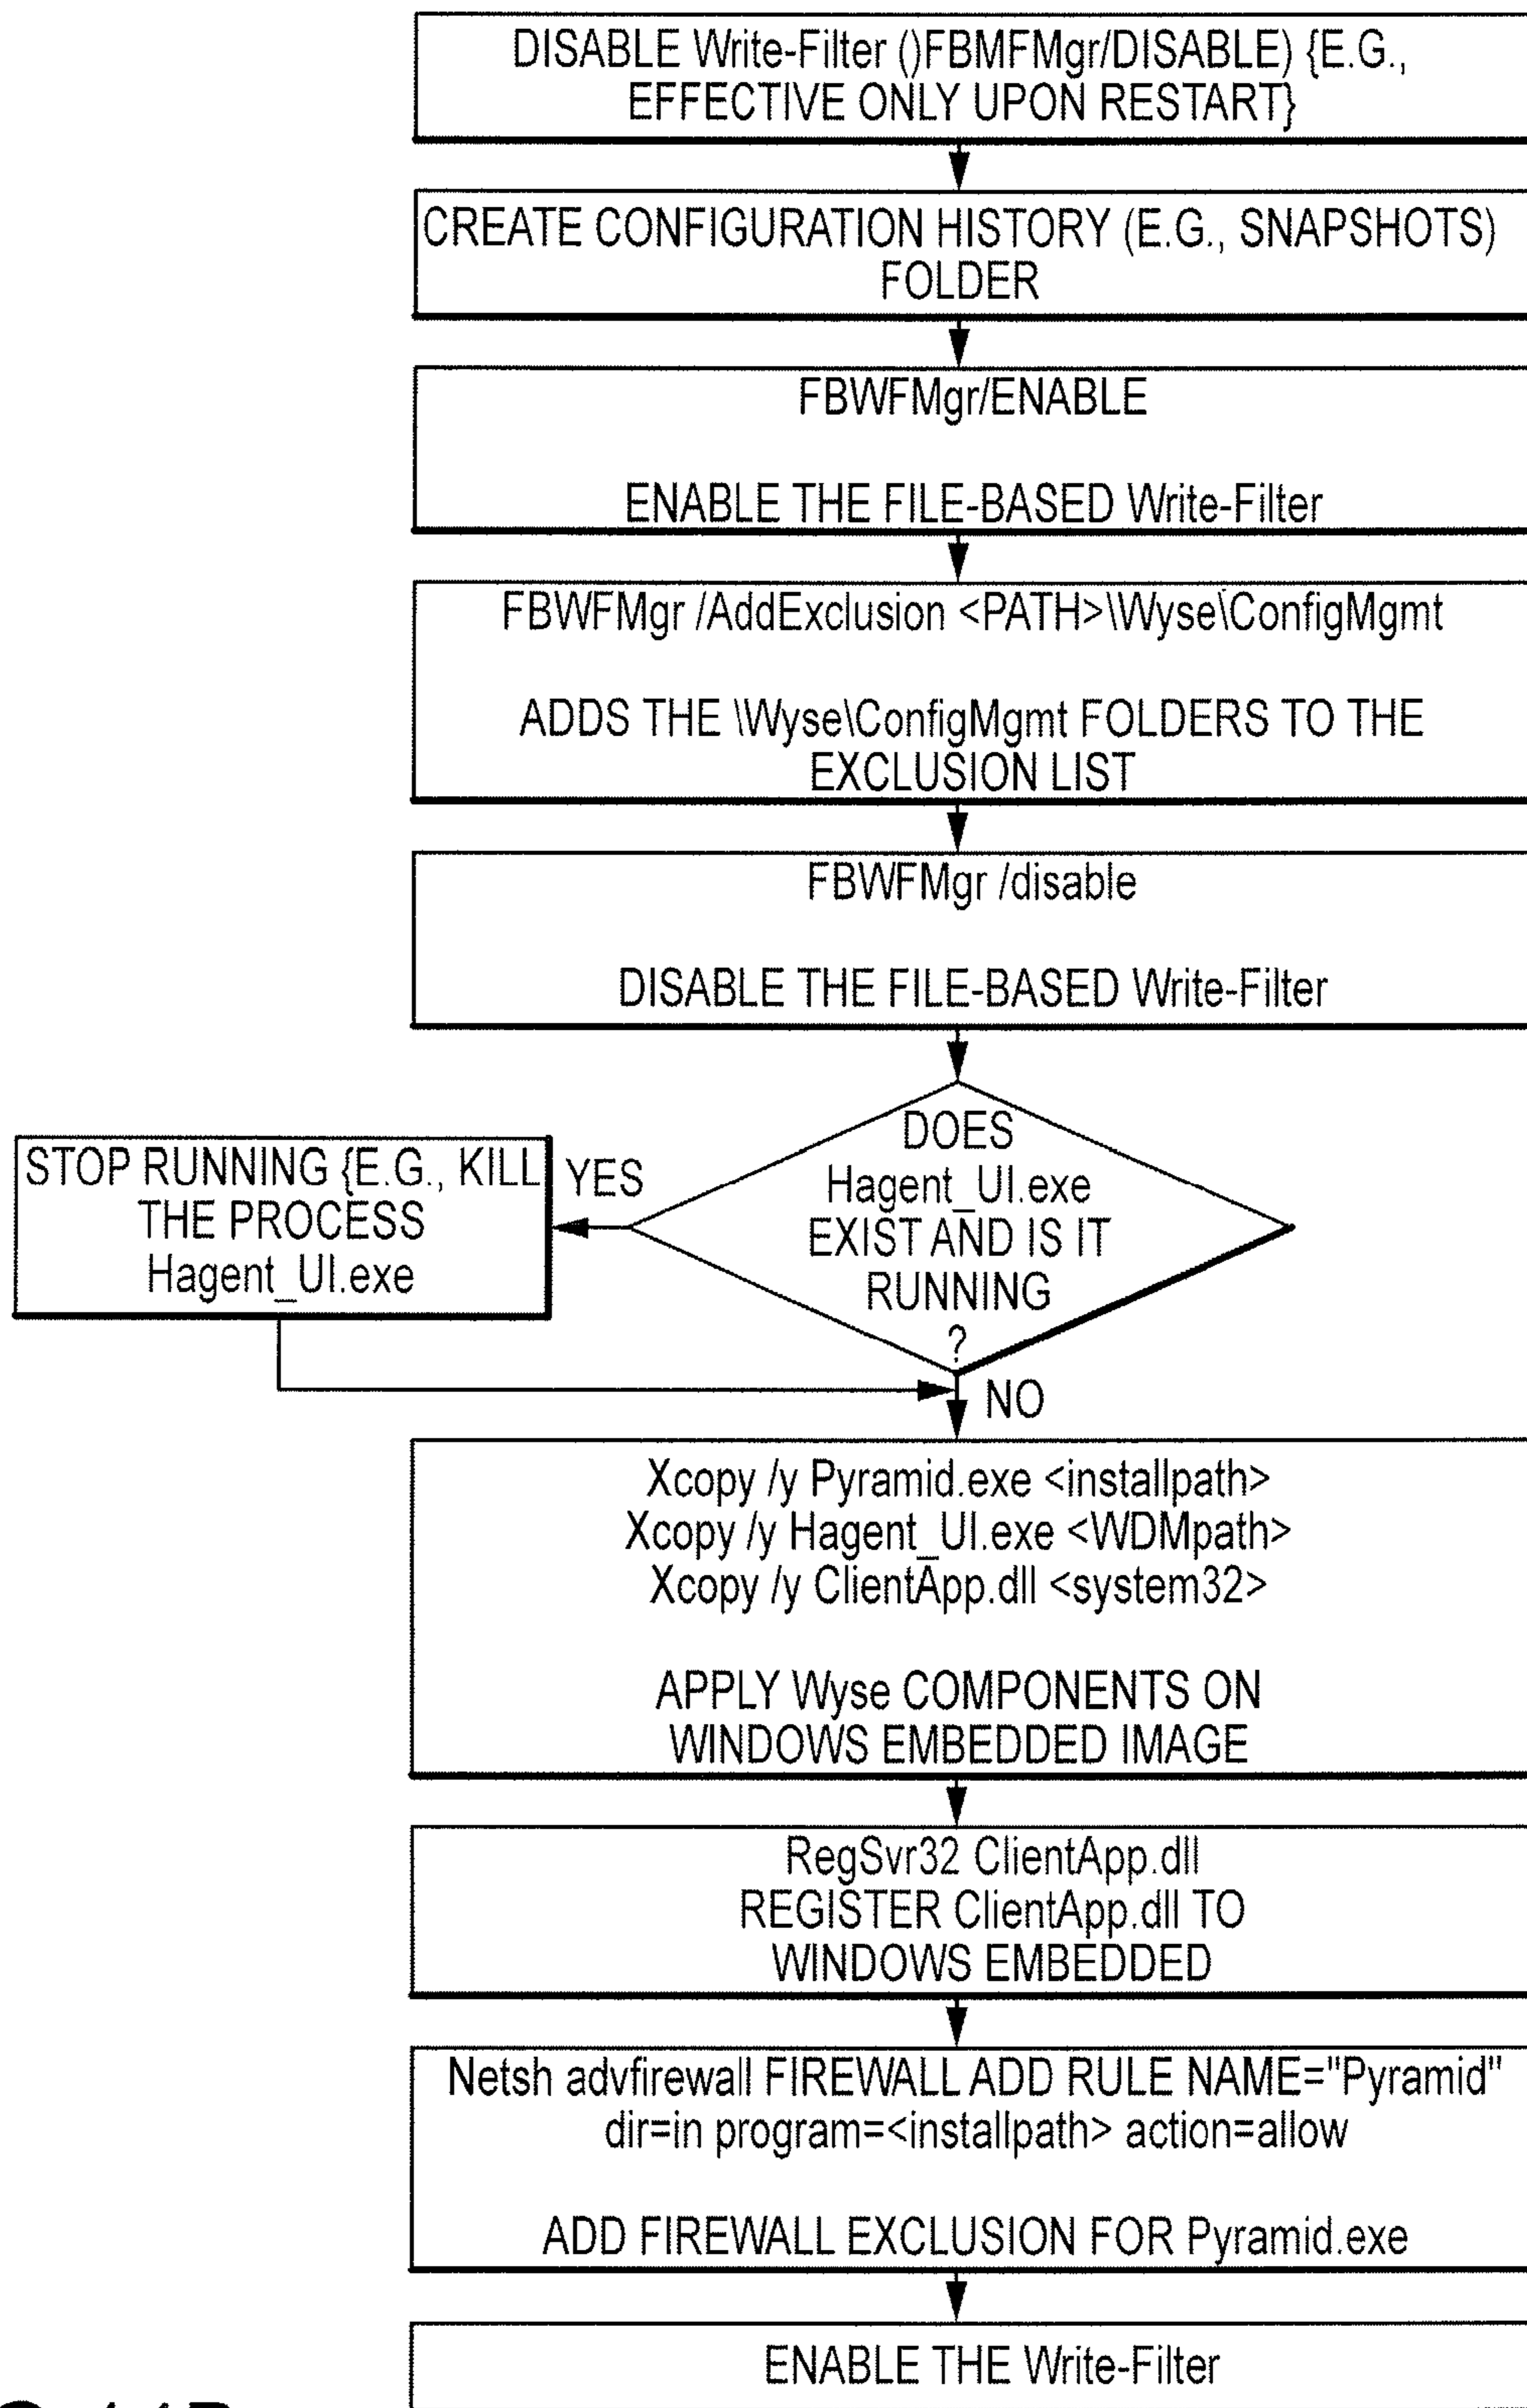 DISABLE Write-Filter ()FBMFMgr/DISABLE) {E.G.,
EFFECTIVE ONLY UPON RESTART}
CREATE CONFIGURATION HISTORY (E.G., SNAPSHOTS)
FOLDER
FBWFMgr/ENABLE
ENABLE THE FILE-BASED Write-Filter
FBWFMgr /AddExclusion <PATH>\Wyse\ConfigMgmt
ADDS THE \Wyse\ConfigMgmt FOLDERS TO THE
EXCLUSION LIST
FBWFMgr /disable
DISABLE THE FILE-BASED Write-Filter
DOES
Hagent_UI.exe
EXIST AND IS IT
RUNNING
?
YES
STOP RUNNING {E.G., KILL
THE PROCESS
Hagent_UI.exe
NO
Xcopy /y Pyramid.exe <installpath>
Xcopy /y Hagent_UI.exe <WDMpath>
Xcopy /y ClientApp.dll <system32>
APPLY Wyse COMPONENTS ON
WINDOWS EMBEDDED IMAGE
RegSvr32 ClientApp.dll
REGISTER ClientApp.dll TO
WINDOWS EMBEDDED
Netsh advfirewall FIREWALL ADD RULE NAME="Pyramid"
dir=in program=<installpath> action=allow
ADD FIREWALL EXCLUSION FOR Pyramid.exe
ENABLE THE Write-Filter